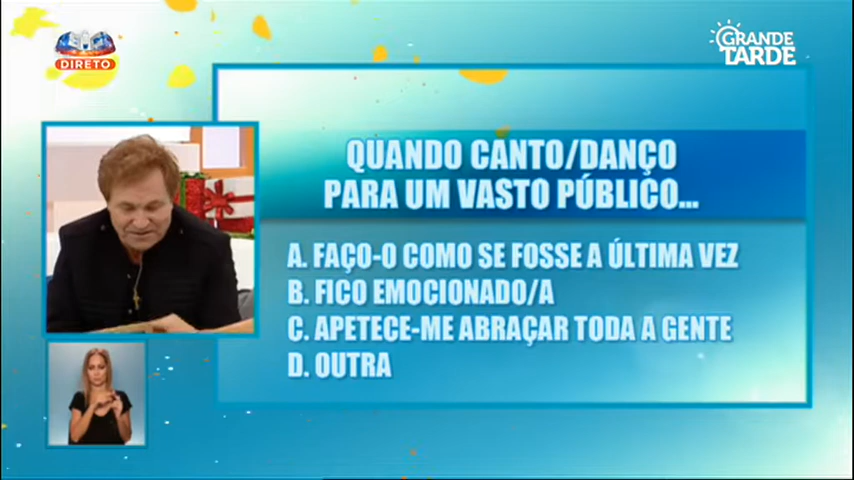 DIRETO
GRANDE
TARDE
QUANDO CANTO/DANÇO
PARA UM VASTO PÚBLICO...
A. FAÇO-O COMO SE FOSSE A ÚLTIMA VEZ
B. FICO EMOCIONADO/A
C. APETECE-ME ABRAÇAR TODA A GENTE
D. OUTRA